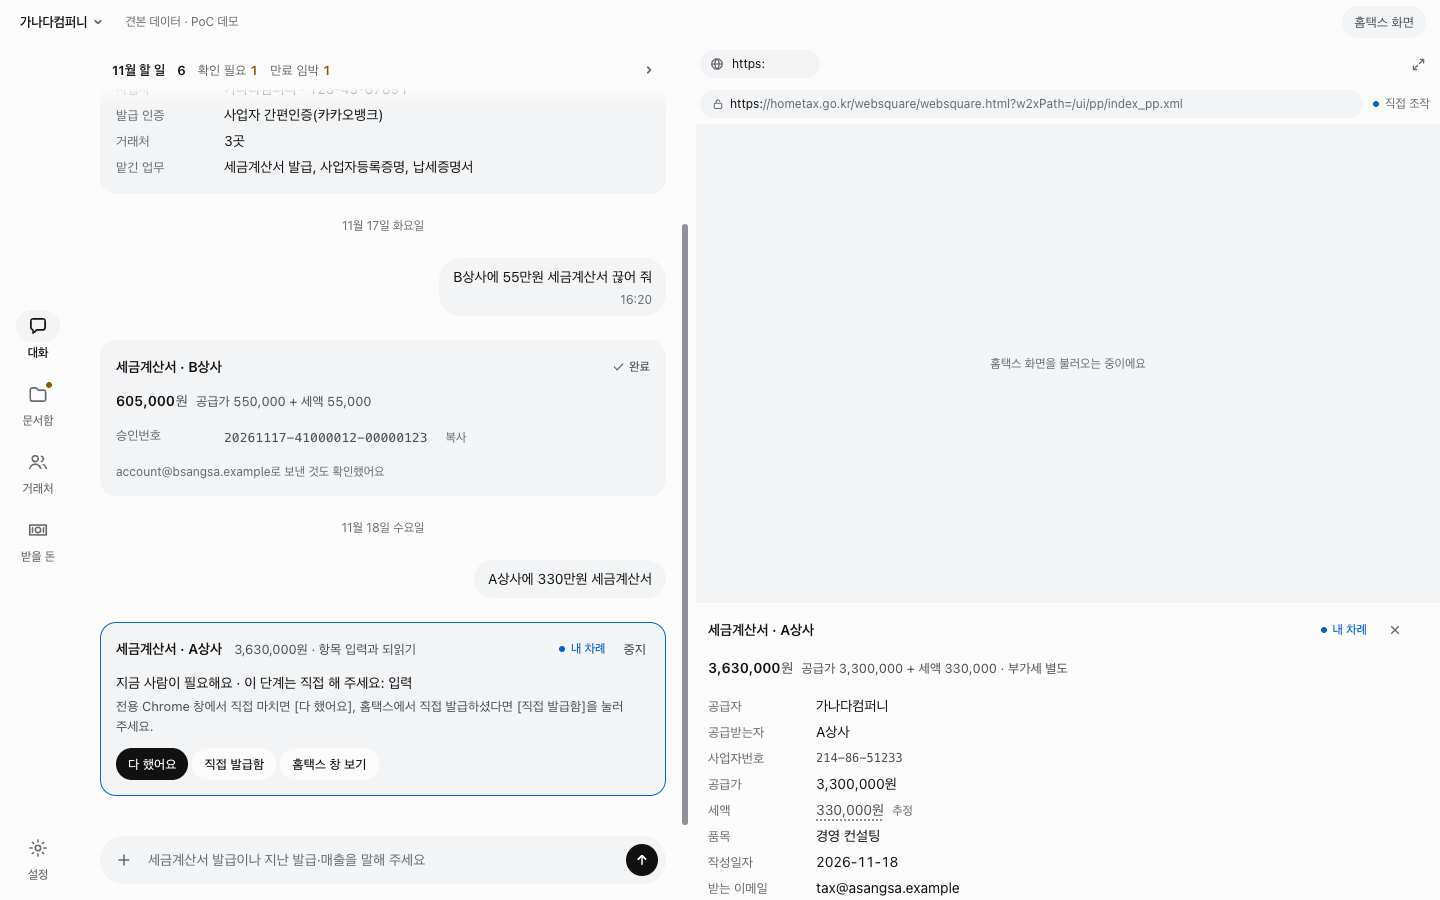 가나다컴퍼니
견본 데이터 · PoC 데모
홈택스 화면
11월 할 일 6 확인 필요 1 만료 임박 1
발급 인증 사업자 간편인증(카카오뱅크)
거래처 3곳
맡긴 업무 세금계산서 발급, 사업자등록증명, 납세증명서
11월 17일 화요일
B상사에 55만원 세금계산서 끊어 줘
16:20
세금계산서 · B상사
완료
605,000원 공급가 550,000 + 세액 55,000
승인번호 20261117-41000012-00000123 복사
account@bsangsa.example로 보낸 것도 확인했어요
11월 18일 수요일
A상사에 330만원 세금계산서
세금계산서 · A상사 3,630,000원 · 항목 입력과 되읽기
내 차례 중지
지금 사람이 필요해요 · 이 단계는 직접 해 주세요: 입력
전용 Chrome 창에서 직접 마치면 [다 했어요], 홈택스에서 직접 발급하셨다면 [직접 발급함]을 눌러
주세요.
다 했어요 직접 발급함 홈택스 창 보기
세금계산서 발급이나 지난 발급·매출을 말해 주세요
대화
문서함
거래처
받을 돈
설정
https:
https://hometax.go.kr/websquare/websquare.html?w2xPath=/ui/pp/index_pp.xml
직접 조작
홈택스 화면을 불러오는 중이에요
세금계산서 · A상사
내 차례
3,630,000원 공급가 3,300,000 + 세액 330,000 · 부가세 별도
공급자 가나다컴퍼니
공급받는자 A상사
사업자번호 214-86-51233
공급가 3,300,000원
세액 330,000원 추정
품목 경영 컨설팅
작성일자 2026-11-18
받는 이메일 tax@asangsa.example